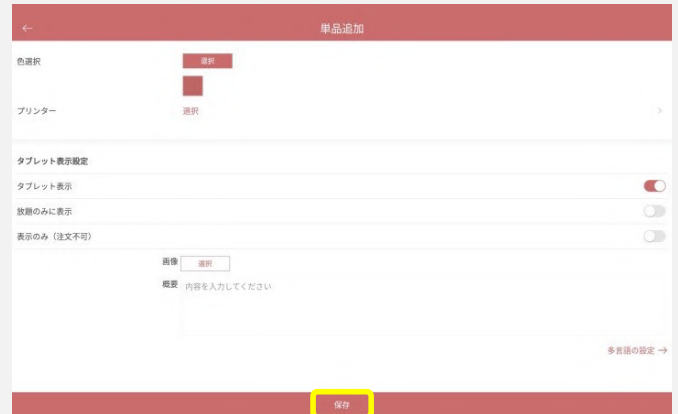 ←
単品追加
色選択 選択
プリンター 選択 >
タブレット表示設定
タブレット表示
放題のみに表示
表示のみ（注文不可）
画像 選択
概要 内容を入力してください
多言語の設定 →
保存